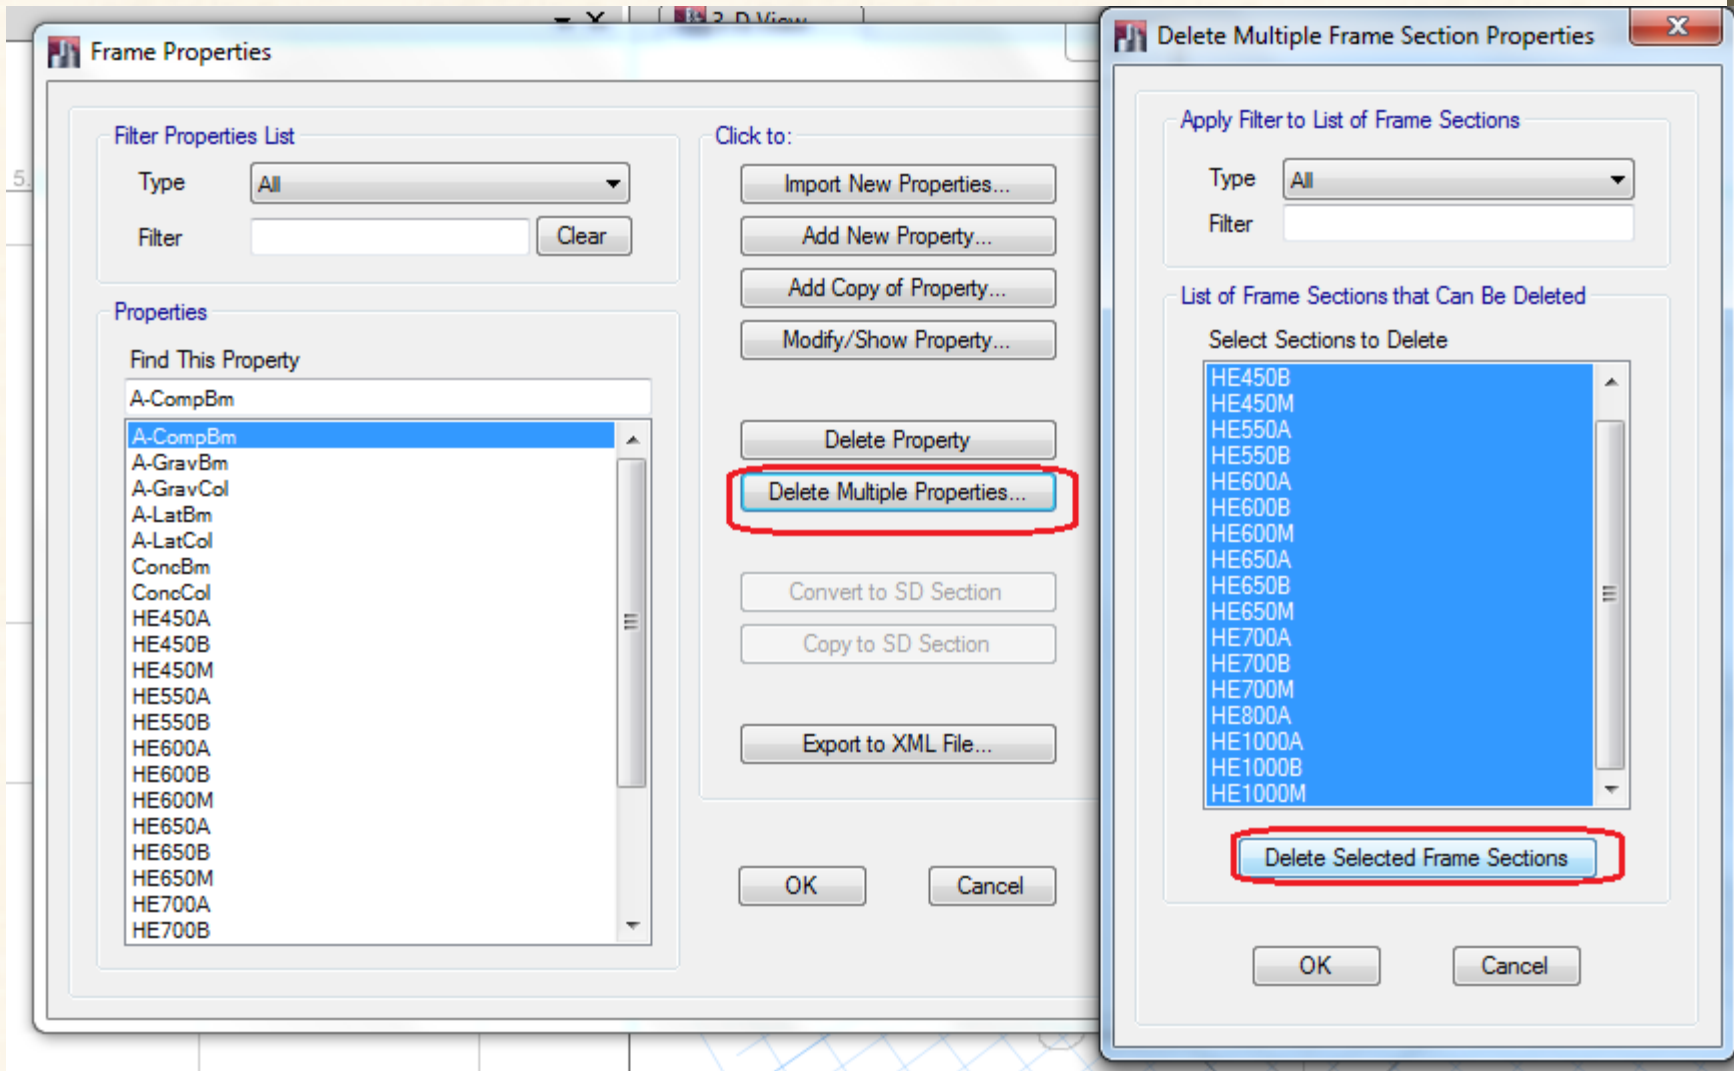 3-D View
Frame Properties
Filter Properties List
Type
All
Filter
Clear
Properties
Find This Property
A-CompBm
A-CompBm
A-GravBm
A-GravCol
A-LatBm
A-LatCol
ConcBm
ConcCol
HE450A
HE450B
HE450M
HE550A
HE550B
HE600A
HE600B
HE600M
HE650A
HE650B
HE650M
HE700A
HE700B
Click to:
Import New Properties...
Add New Property...
Add Copy of Property...
Modify/Show Property...
Delete Property
Delete Multiple Properties...
Convert to SD Section
Copy to SD Section
Export to XML File...
OK
Cancel
5.
Delete Multiple Frame Section Properties
Apply Filter to List of Frame Sections
Type
All
Filter
List of Frame Sections that Can Be Deleted
Select Sections to Delete
HE450B
HE450M
HE550A
HE550B
HE600A
HE600B
HE600M
HE650A
HE650B
HE650M
HE700A
HE700B
HE700M
HE800A
HE1000A
HE1000B
HE1000M
Delete Selected Frame Sections
OK
Cancel